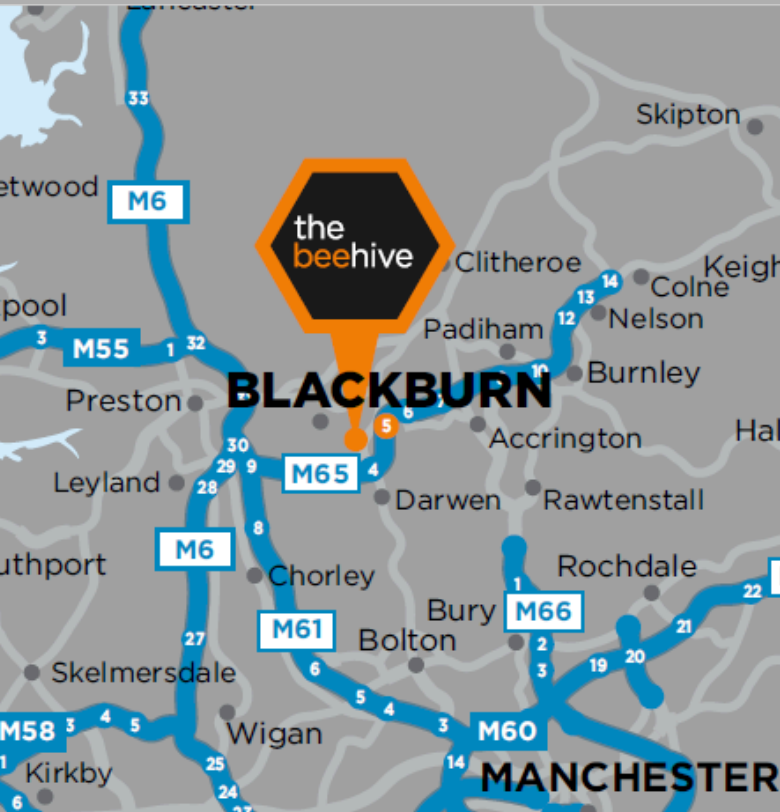 Lancaster
33
Skipton
etwood
M6
the
beehive
Clitheroe
Keigh
14
Colne
13
pool
12
Nelson
Padiham
3
M55
1
32
10
Burnley
BLACKBURN
Preston
6
5
Accrington
Hal
30
29
9
M65
4
Leyland
28
Darwen
Rawtenstall
8
M6
uthport
Rochdale
Chorley
1
22
Bury
M66
M61
21
27
Bolton
2
20
19
3
6
Skelmersdale
5
4
M58
3
4
5
3
M60
Wigan
1
25
14
Kirkby
MANCHESTER
24
6